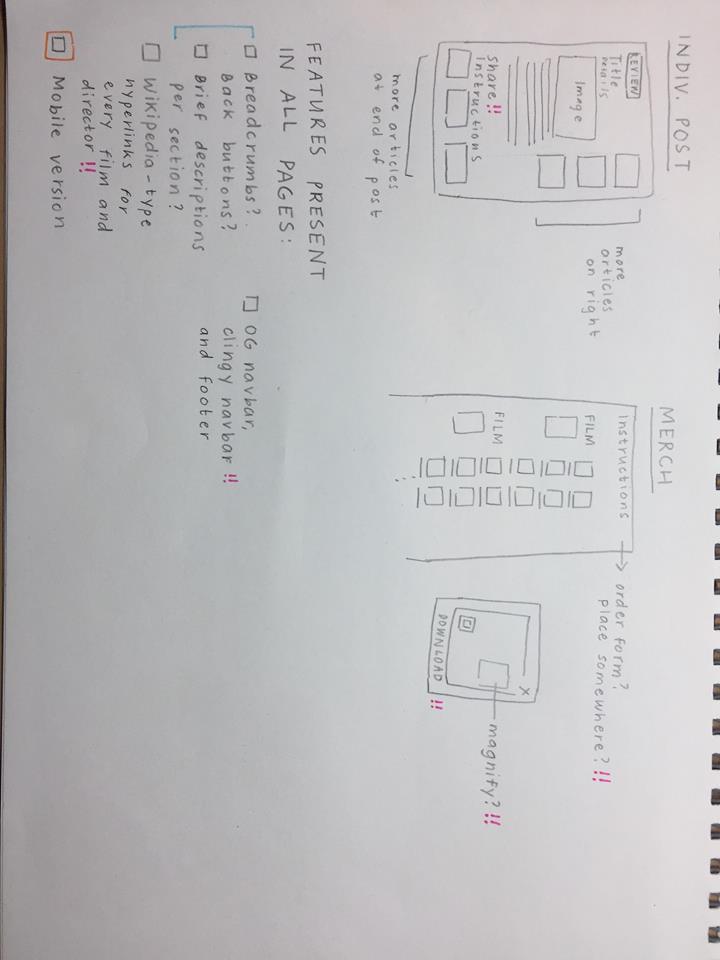 INDIV. POST
REVIEW
Title
Details
Image
share!!
Instructions
more
articles
on right
more articles
at end of post
MERCH
Instructions
order form?
place somewhere? !!
FILM
FILM
X
magnify? !!
DOWNLOAD !!
FEATURES PRESENT
IN ALL PAGES:
Breadcrumbs?
Back buttons?
Brief descriptions
per section?
Wikipedia-type
hyperlinks for
every film and
director !!
Mobile version
OG navbar,
clingy navbar !!
and footer